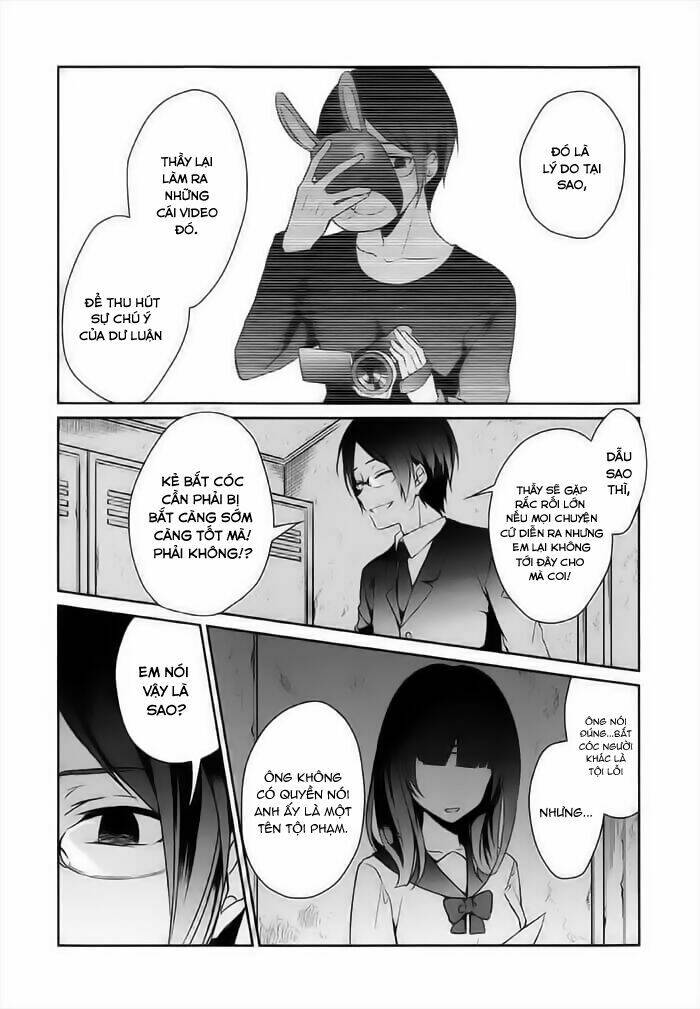 ĐÓ LÀ
LÝ DO TẠI
SAO,
THẦY LẠI
LÀM RA
NHỮNG
CÁI VIDEO
ĐÓ.
ĐỂ THU HÚT
SỰ CHÚ Ý
CỦA DƯ LUẬN
DẪU
SAO
THÌ,
THẦY SẼ GẶP
RẮC RỐI LỚN
NẾU MỌI CHUYỆN
CỨ DIỄN RA NHƯNG
EM LẠI KHÔNG
TỚI ĐÂY CHO
MÀ COI!
KẺ BẮT CÓC
CẦN PHẢI BỊ
BẮT CÀNG SỚM
CÀNG TỐT MÀ!
PHẢI KHÔNG!?
ÔNG NÓI
ĐÚNG...BẮT
CÓC NGƯỜI
KHÁC LÀ
TỘI LỖI
NHƯNG...
ÔNG KHÔNG
CÓ QUYỀN NÓI
ANH ẤY LÀ MỘT
TÊN TỘI PHẠM.
EM NÓI
VẬY LÀ
SAO?